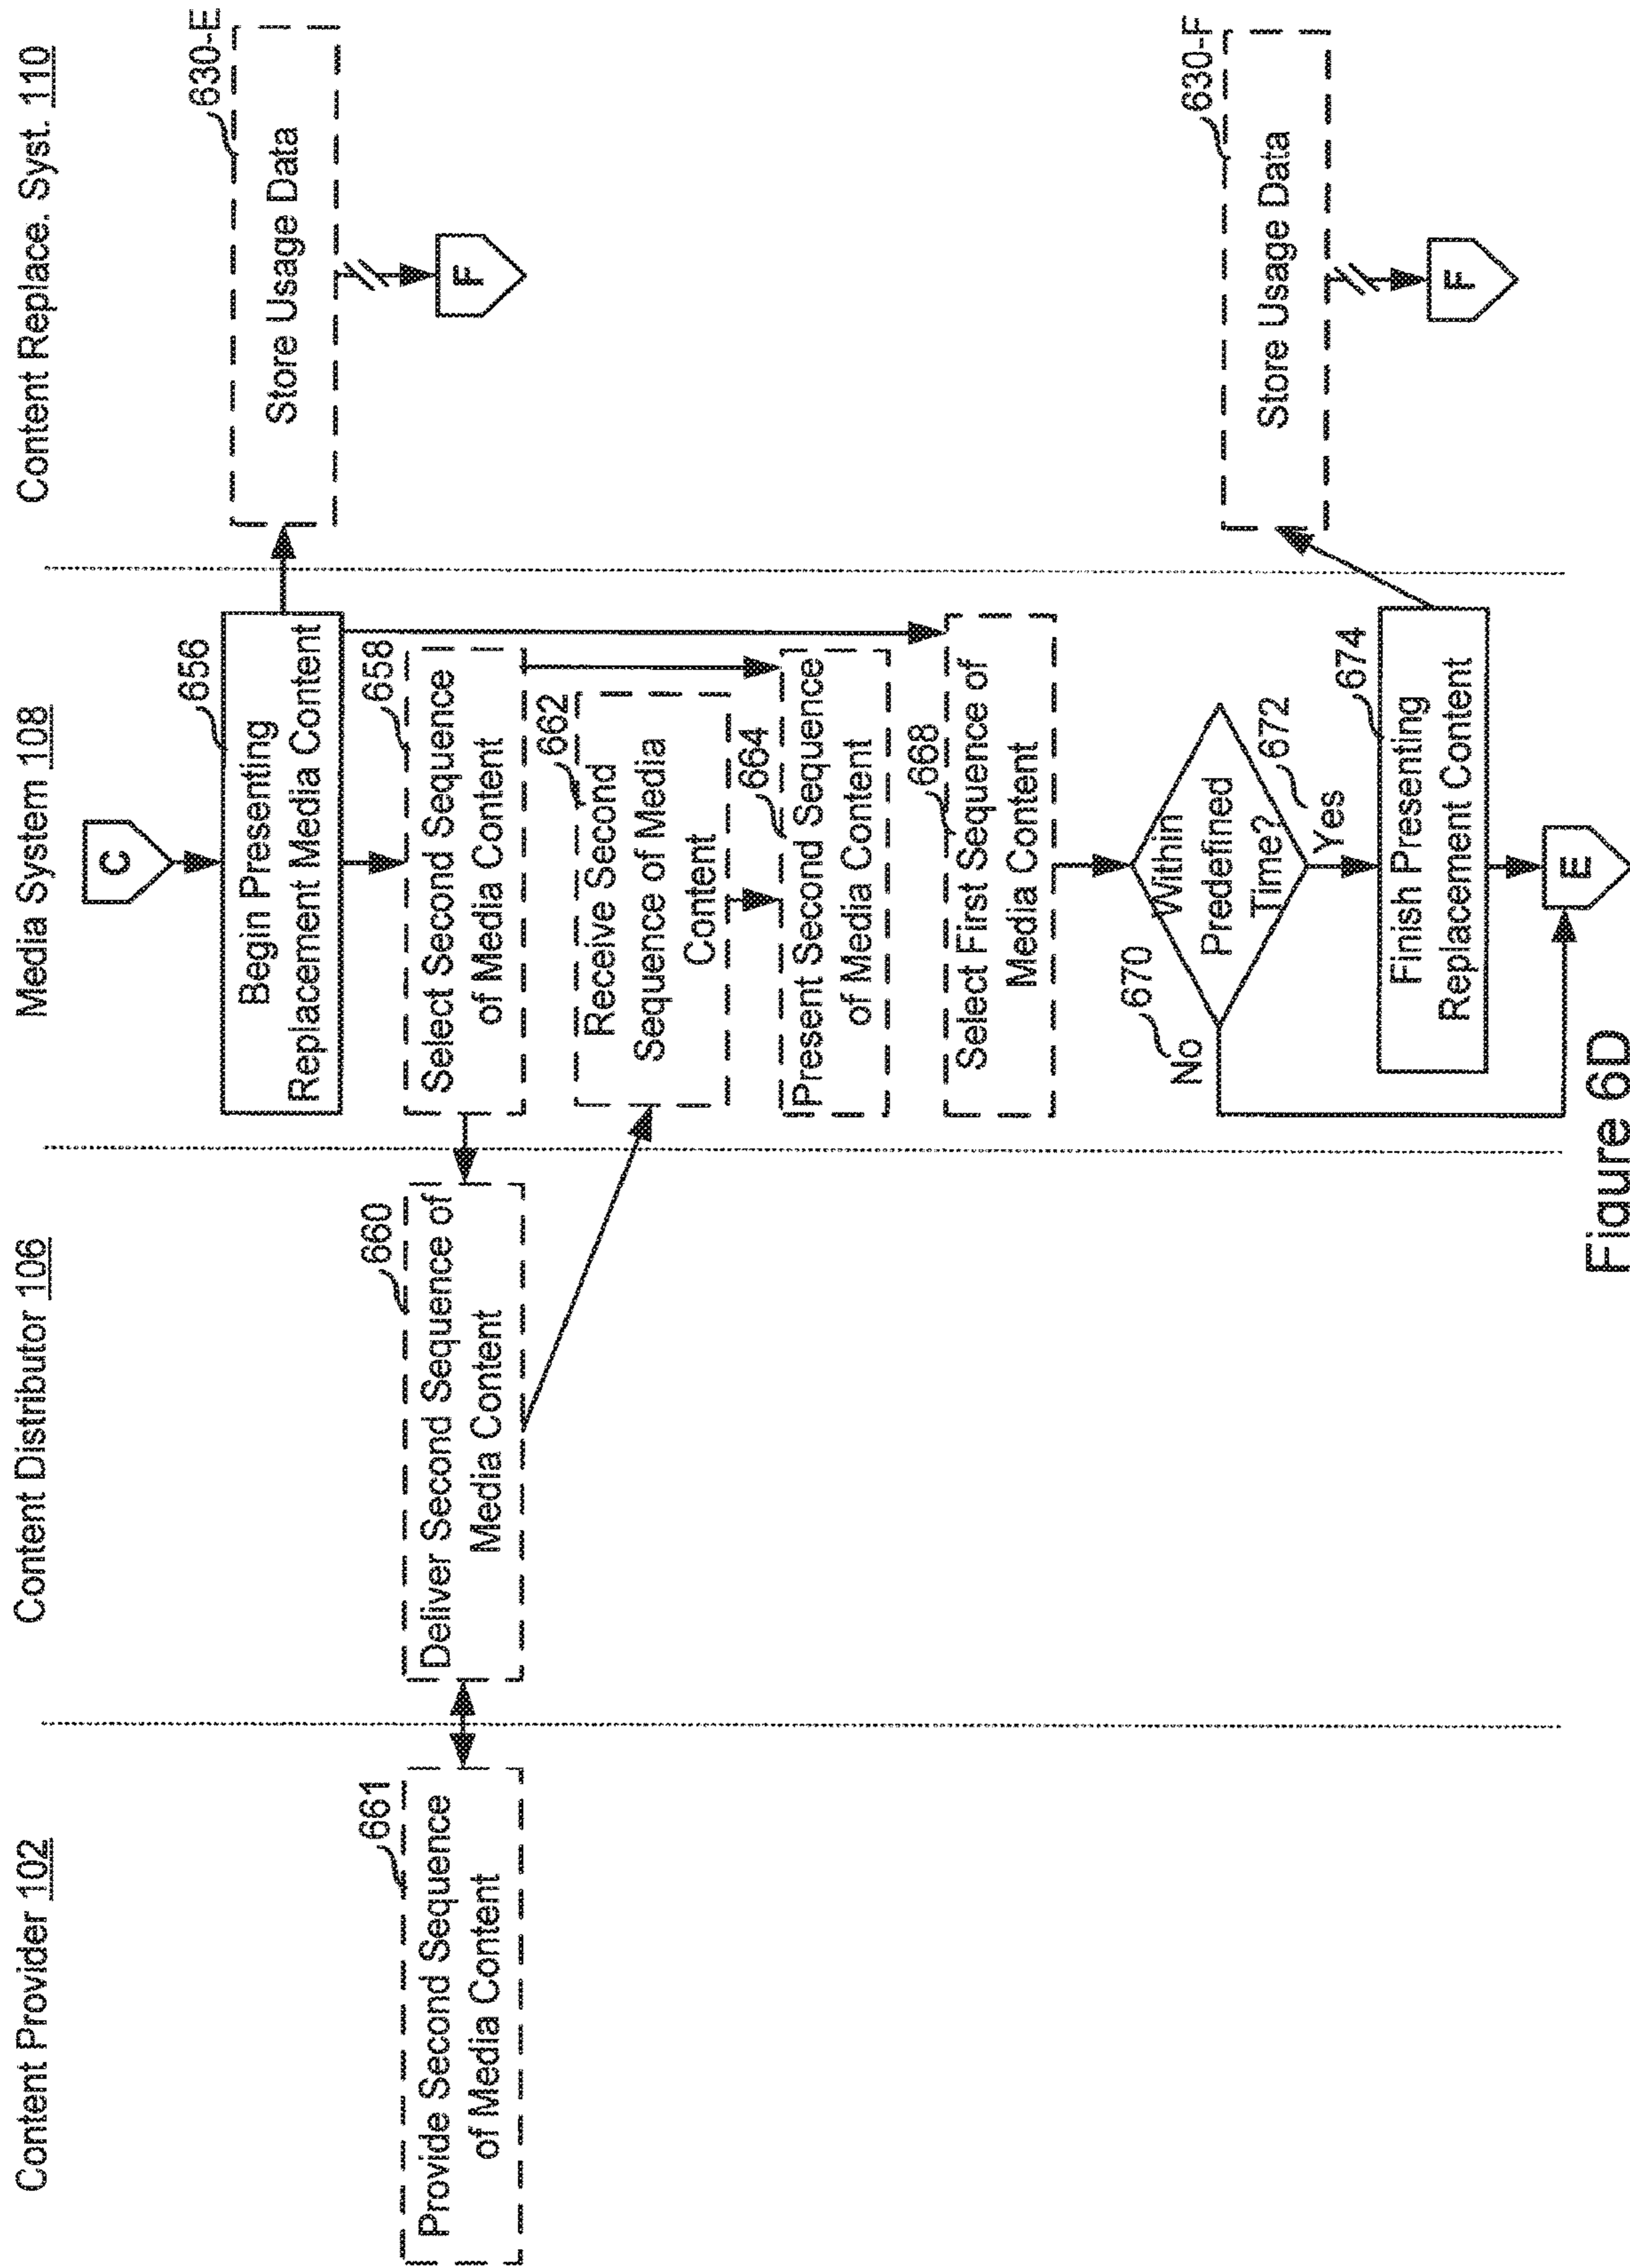 Content Provider 102
Content Distributor 106
Media System 108
Content Replace. Syst. 110
C
656
Begin Presenting
Replacement Media Content
630-E
Store Usage Data
F
658
Select Second Sequence
of Media Content
660
Deliver Second Sequence of
Media Content
661
Provide Second Sequence
of Media Content
662
Receive Second
Sequence of Media
Content
664
Present Second Sequence
of Media Content
668
Select First Sequence of
Media Content
670
No
Within
Predefined
Time?
672
Yes
674
Finish Presenting
Replacement Content
630-F
Store Usage Data
F
E
Figure 6D